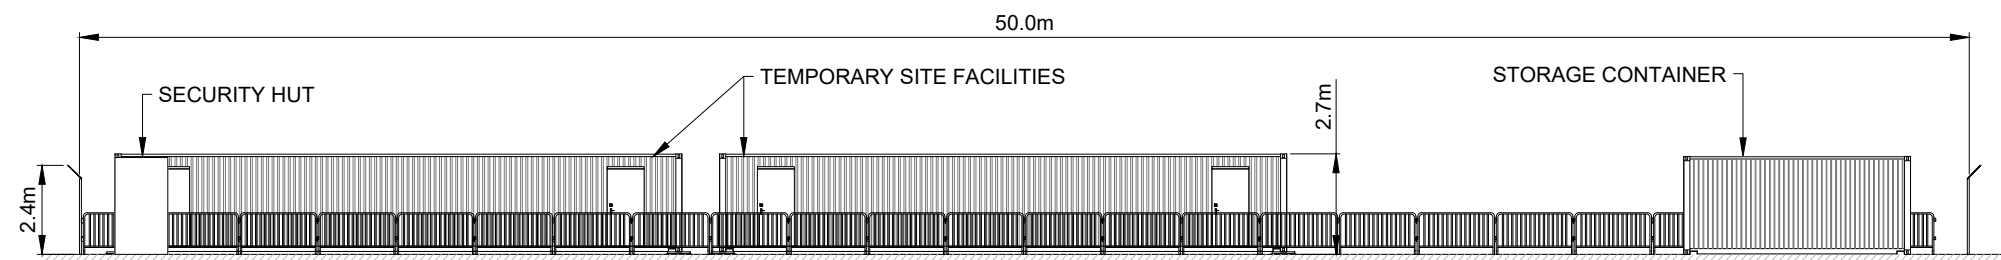 50.0m
TEMPORARY SITE FACILITIES
STORAGE CONTAINER
SECURITY HUT
2.7m
2.4m